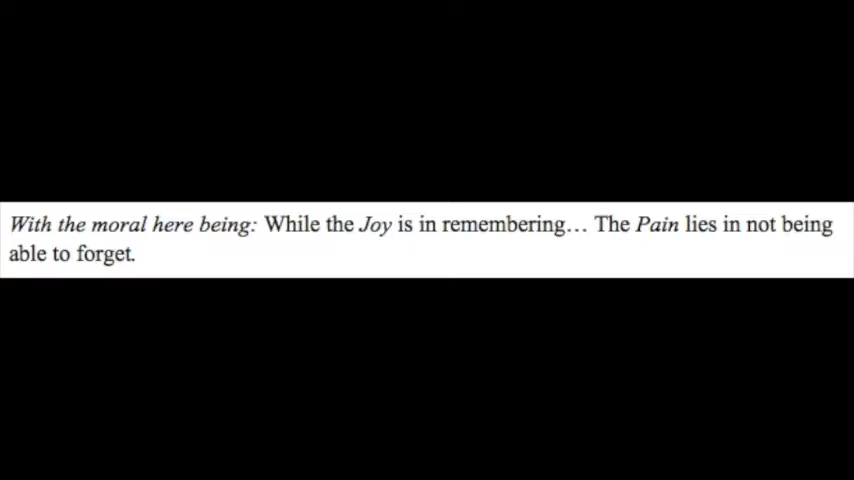 With the moral here being: While the Joy is in remembering… The Pain lies in not being
able to forget.